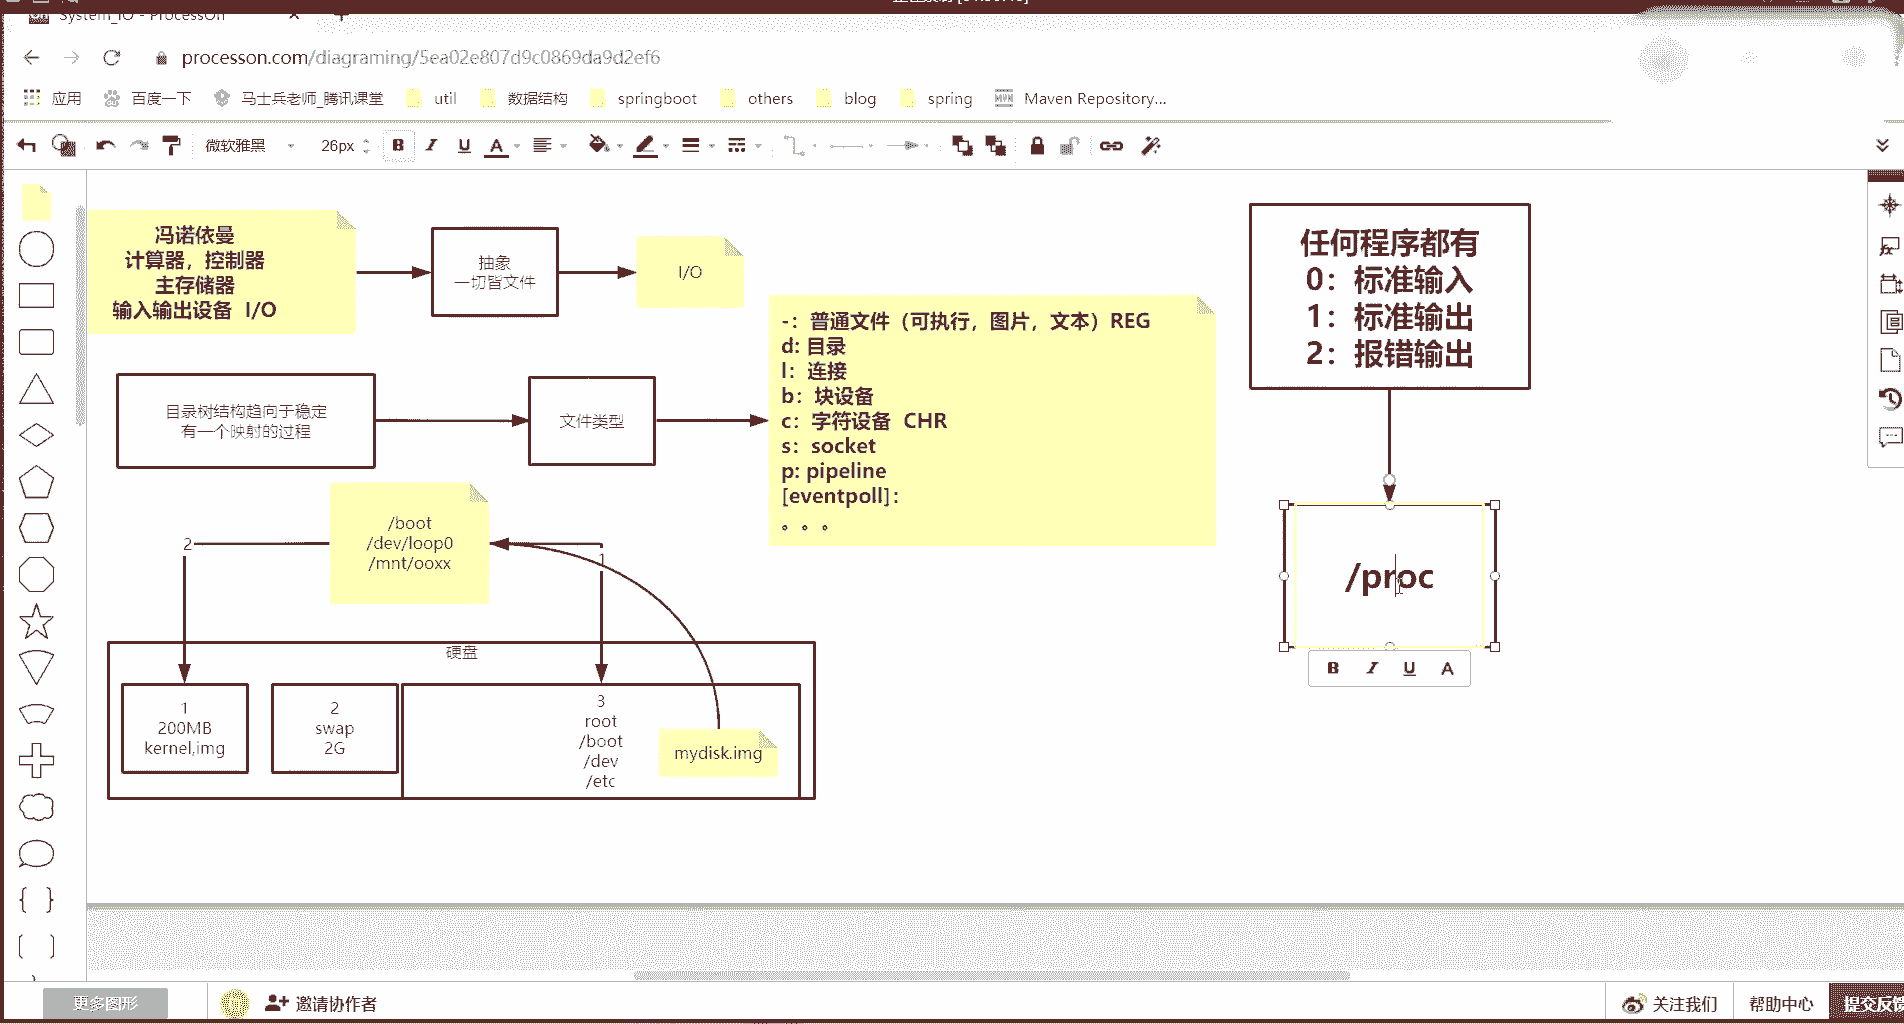 System_IO - ProcessOn
processon.com/diagraming/5ea02e807d9c0869da9d2ef6
应用
百度一下
马士兵老师_腾讯课堂
util
数据结构
springboot
others
blog
spring
Maven Repository...
微软雅黑
26px
B
I
U
A
冯诺依曼
计算器，控制器
主存储器
输入输出设备 I/O
抽象
一切皆文件
I/O
目录树结构趋向于稳定
有一个映射的过程
文件类型
-：普通文件（可执行，图片，文本）REG
d: 目录
l：连接
b：块设备
c：字符设备 CHR
s：socket
p: pipeline
[eventpoll]：
。。。
任何程序都有
0：标准输入
1：标准输出
2：报错输出
/proc
B
I
U
A
/boot
/dev/loop0
/mnt/ooxx
2
1
硬盘
1
200MB
kernel,img
2
swap
2G
3
root
/boot
/dev
/etc
mydisk.img
更多图形
邀请协作者
关注我们
帮助中心
提交反馈